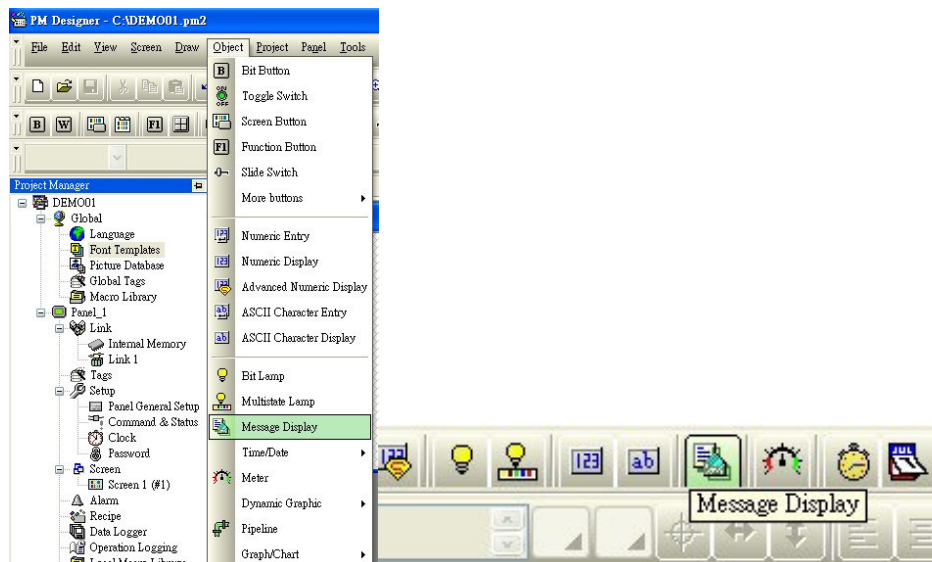 PM Designer - C:\DEMO01.pm2
File Edit View Screen Draw Object Project Panel Tools
Bit Button
Toggle Switch
Screen Button
Function Button
Slide Switch
More buttons
Numeric Entry
Numeric Display
Advanced Numeric Display
ASCII Character Entry
ASCII Character Display
Bit Lamp
Multistate Lamp
Message Display
Time/Date
Meter
Dynamic Graphic
Pipeline
Graph/Chart
Project Manager
DEMO01
Global
Language
Font Templates
Picture Database
Global Tags
Macro Library
Panel_1
Link
Internal Memory
Link 1
Tags
Setup
Panel General Setup
Command & Status
Clock
Password
Screen
Screen 1 (#1)
Alarm
Recipe
Data Logger
Operation Logging
Local Macro Library
Message Display